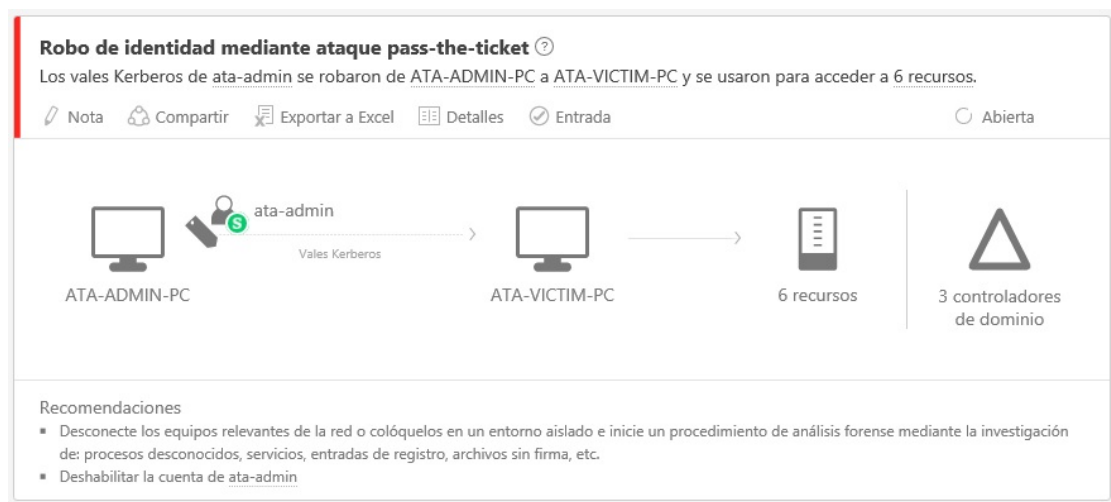 Robo de identidad mediante ataque pass-the-ticket ?
Los vales Kerberos de ata-admin se robaron de ATA-ADMIN-PC a ATA-VICTIM-PC y se usaron para acceder a 6 recursos.
Nota Compartir Exportar a Excel Detalles Entrada Abierta
ata-admin
S
Vales Kerberos
ATA-ADMIN-PC ATA-VICTIM-PC 6 recursos 3 controladores
de dominio
Recomendaciones
▪ Desconecte los equipos relevantes de la red o colóquelos en un entorno aislado e inicie un procedimiento de análisis forense mediante la investigación
de: procesos desconocidos, servicios, entradas de registro, archivos sin firma, etc.
▪ Deshabilitar la cuenta de ata-admin